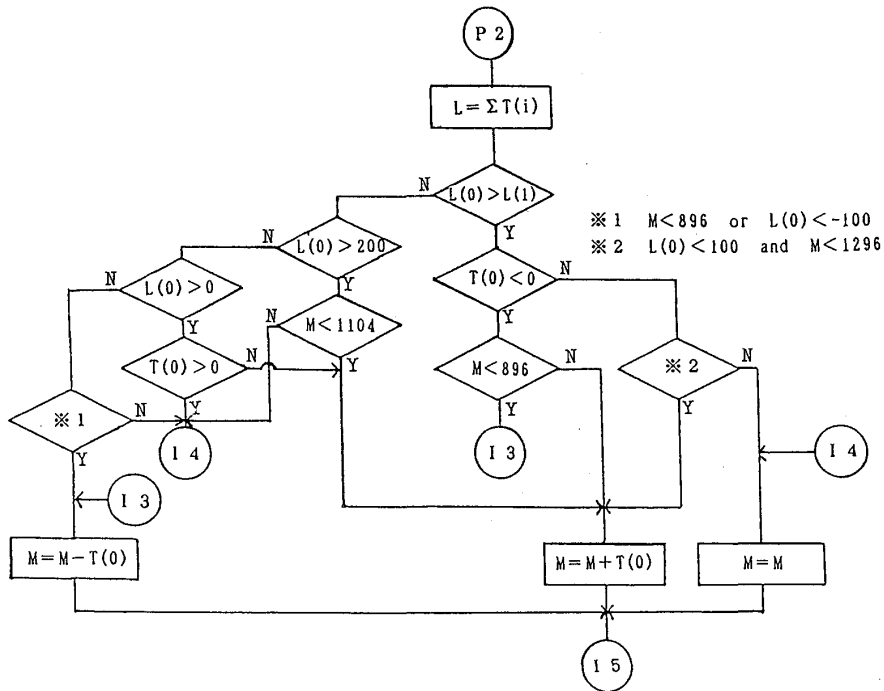 P 2
L = Σ T(i)
L(0) > L(1)
N
Y
※1 M < 896 or L(0) < -100
※2 L(0) < 100 and M < 1296
L(0) > 200
N
Y
T(0) < 0
N
Y
L(0) > 0
N
Y
M < 1104
N
Y
T(0) > 0
N
Y
M < 896
N
Y
※2
N
Y
※1
N
Y
I 4
I 3
I 4
I 3
M = M - T(0)
M = M + T(0)
M = M
I 5